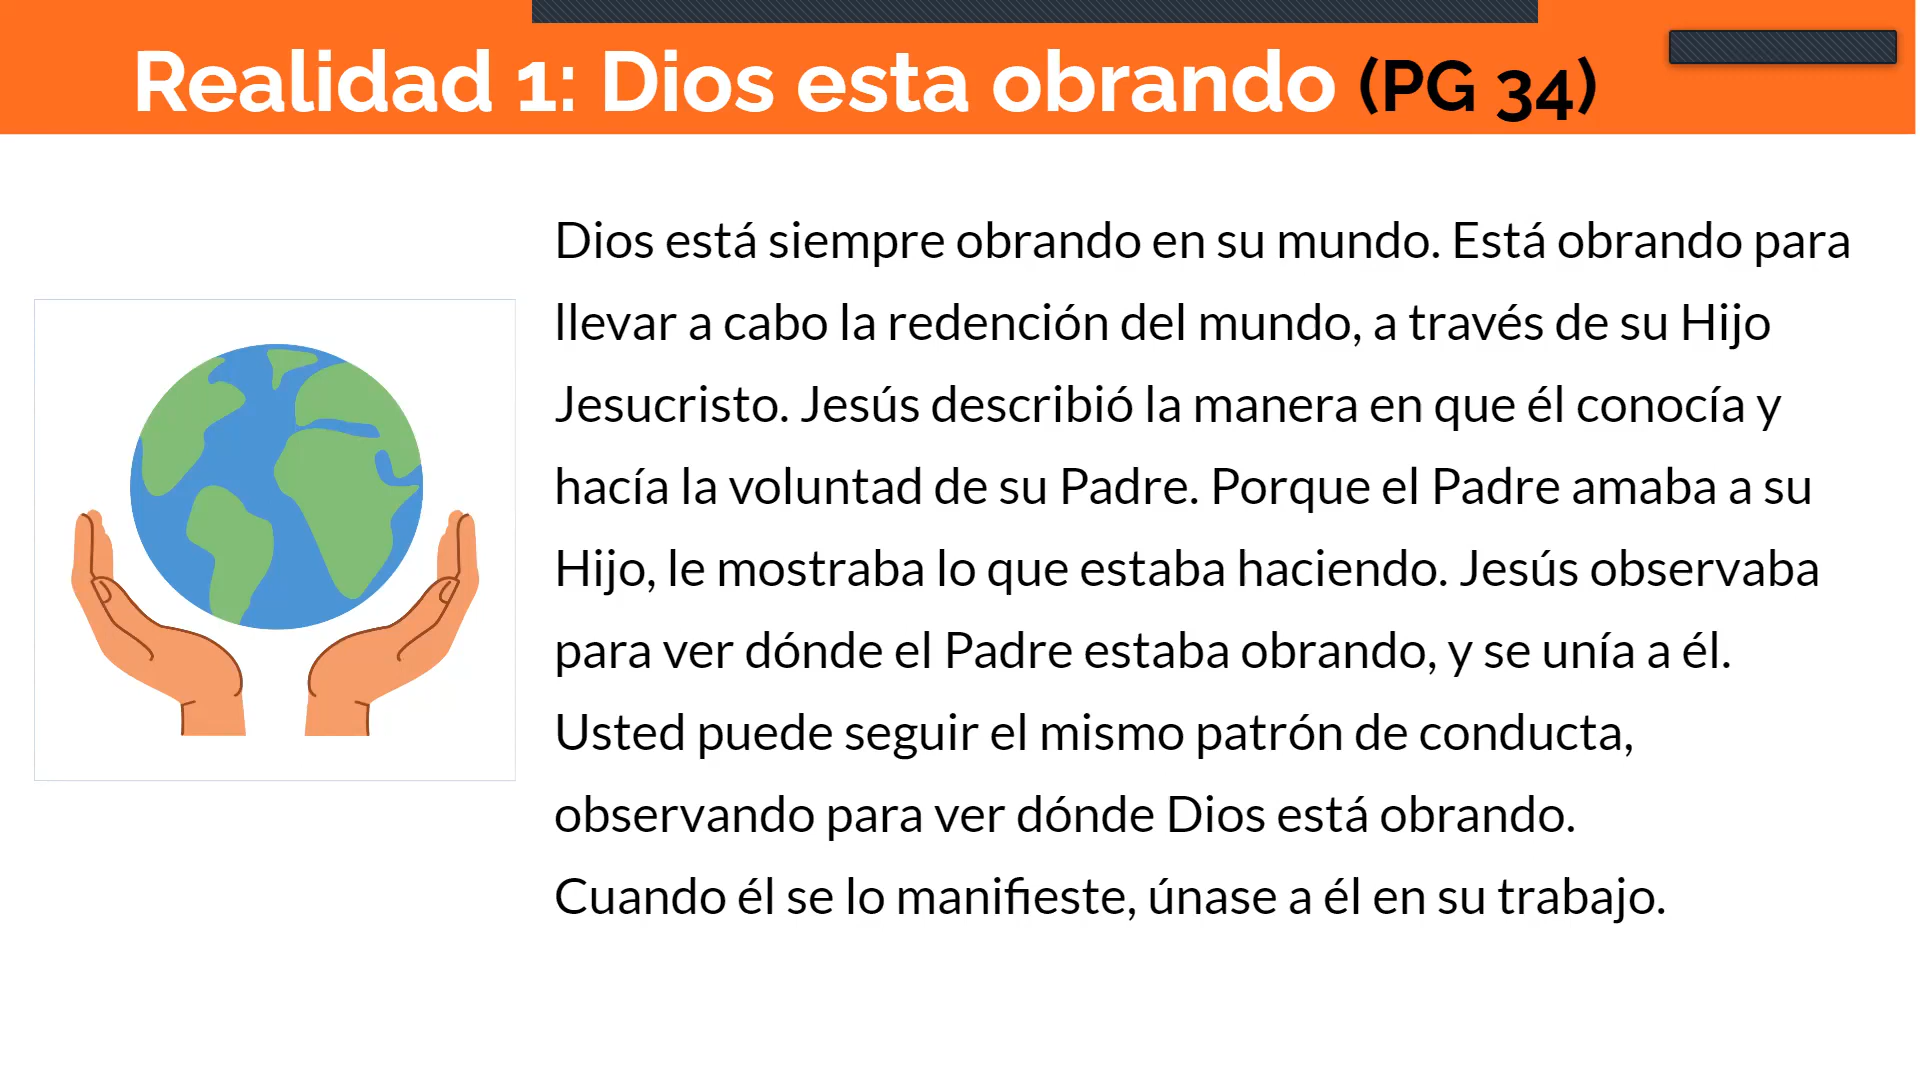 Realidad 1: Dios esta obrando (PG 34)
Dios está siempre obrando en su mundo. Está obrando para
llevar a cabo la redención del mundo, a través de su Hijo
Jesucristo. Jesús describió la manera en que él conocía y
hacía la voluntad de su Padre. Porque el Padre amaba a su
Hijo, le mostraba lo que estaba haciendo. Jesús observaba
para ver dónde el Padre estaba obrando, y se unía a él.
Usted puede seguir el mismo patrón de conducta,
observando para ver dónde Dios está obrando.
Cuando él se lo manifieste, únase a él en su trabajo.